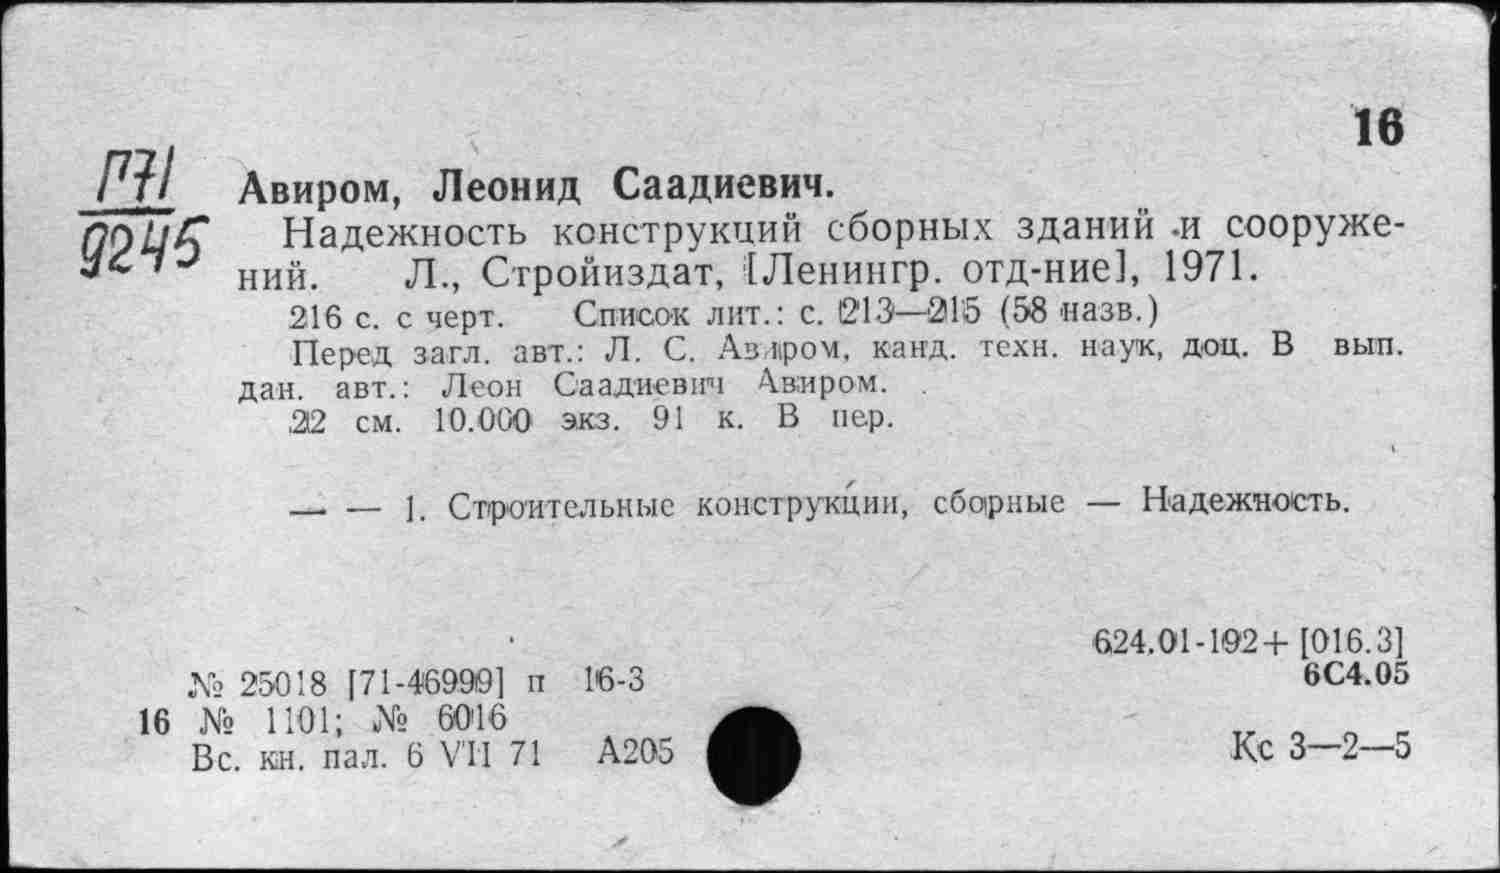 16
П71
9245
Авиром, Леонид Саадиевич.
Надежность конструкций сборных зданий и сооруже-
ний. Л., Стройиздат, [Ленингр. отд-ние], 1971.
216 с. с черт. Список лит.: с. 213—215 (58 назв.)
Перед загл. авт.: Л. С. Авиром, канд. техн. наук, доц. В вып.
дан. авт.: Леон Саадиевич Авиром.
22 см. 10.000 экз. 91 к. В пер.
— — 1. Строительные конструкции, сборные — Надежность.
624.01-192+[016.3]
6С4.05
№ 25018 [71-46999] п 16-3
16 № 1101; № 6016
Вс. кн. пал. 6 VII 71 А205
Кс 3—2—5